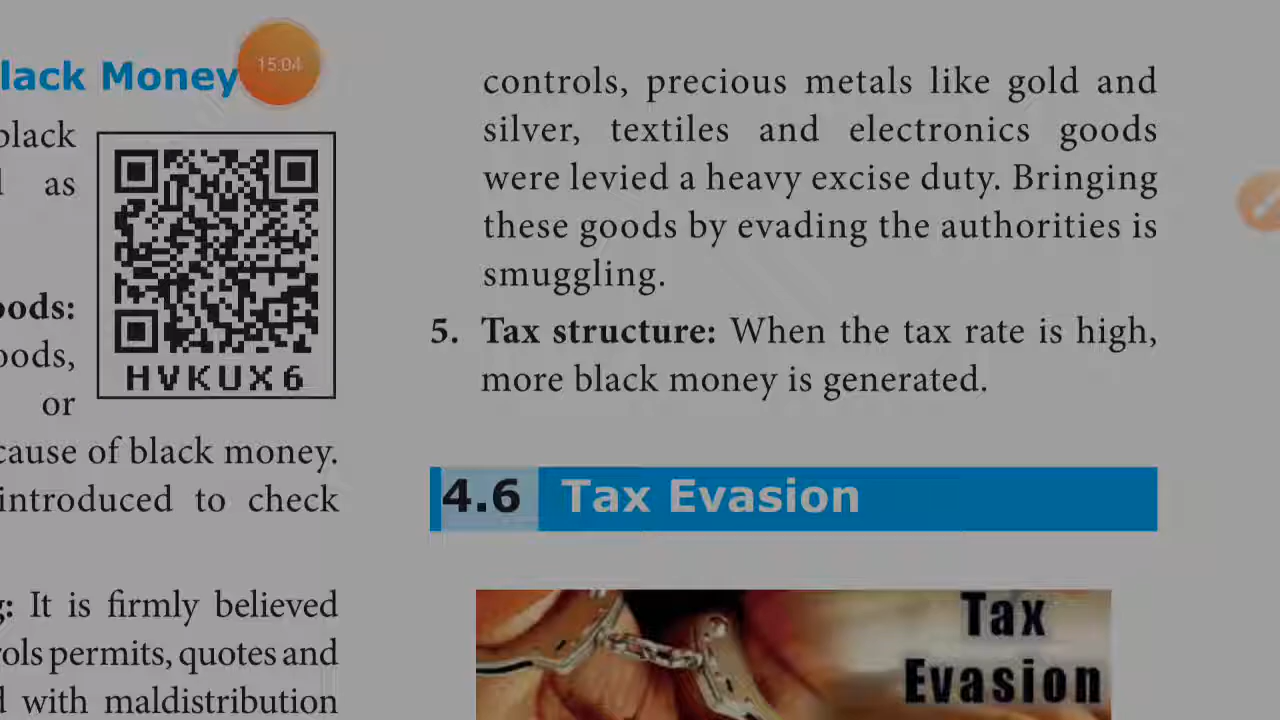 lack Money
15:04
black
as
oods:
oods,
or
cause of black money.
introduced to check
g: It is firmly believed
rols permits, quotes and
d with maldistribution
HVKUX6
controls, precious metals like gold and
silver, textiles and electronics goods
were levied a heavy excise duty. Bringing
these goods by evading the authorities is
smuggling.
5. Tax structure: When the tax rate is high,
more black money is generated.
4.6 Tax Evasion
Tax
Evasion